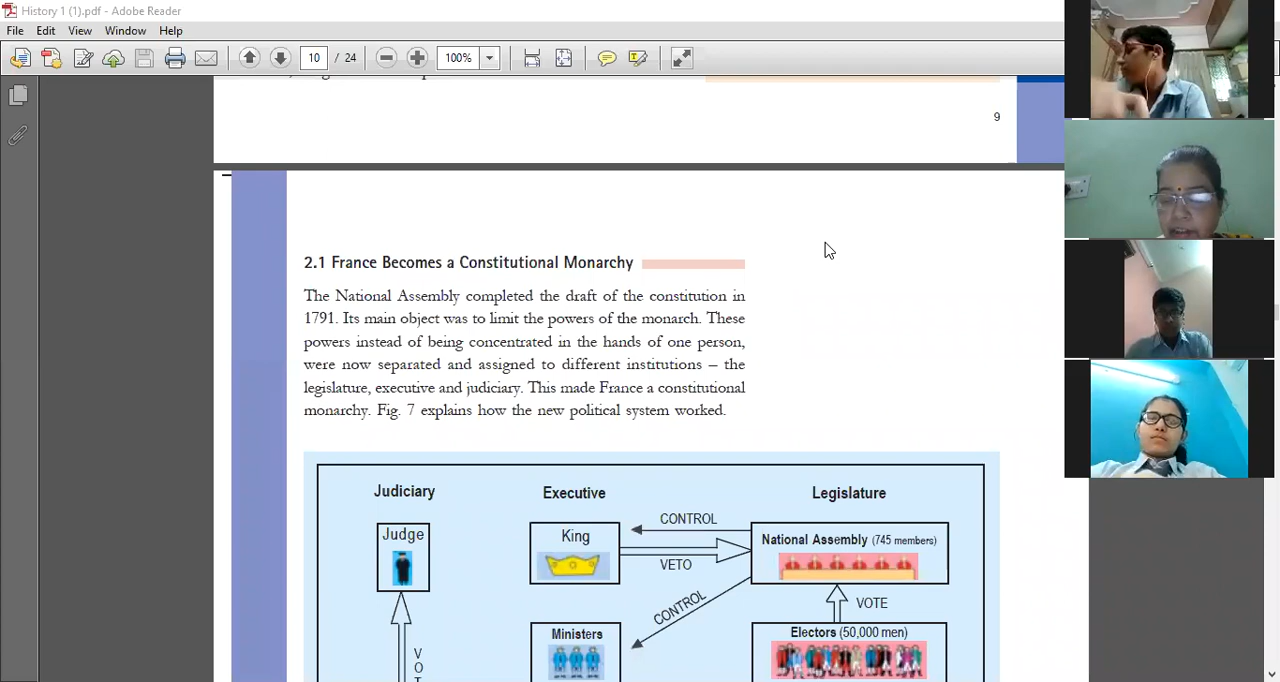 History 1 (1).pdf - Adobe Reader
File Edit View Window Help
10 / 24 100%
9
2.1 France Becomes a Constitutional Monarchy
The National Assembly completed the draft of the constitution in
1791. Its main object was to limit the powers of the monarch. These
powers instead of being concentrated in the hands of one person,
were now separated and assigned to different institutions – the
legislature, executive and judiciary. This made France a constitutional
monarchy. Fig. 7 explains how the new political system worked.
Judiciary Executive Legislature
Judge King CONTROL National Assembly (745 members)
VETO
CONTROL VOTE
Ministers Electors (50,000 men)
V
O